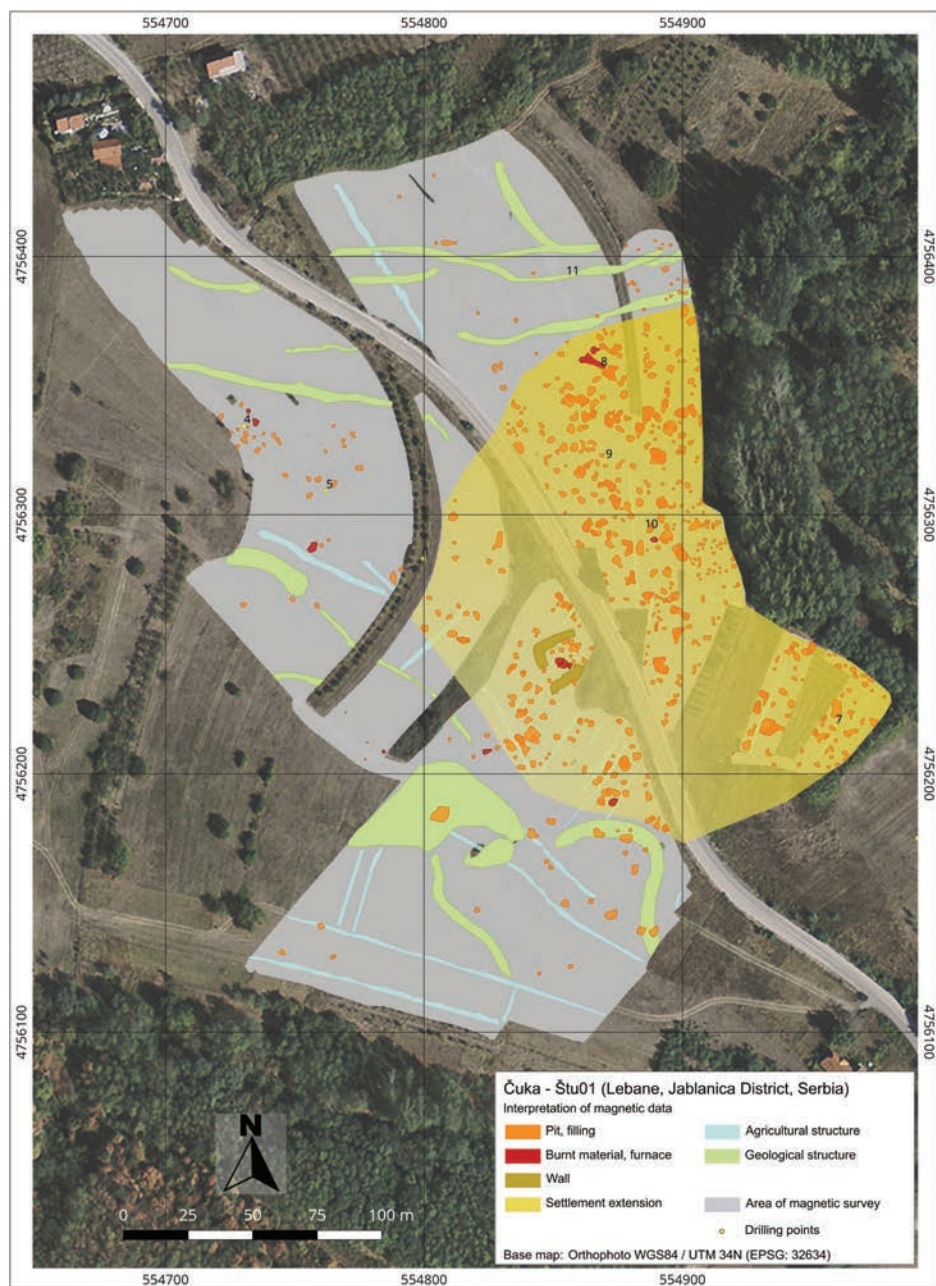 554700 554800 554900
4756400 4756400
11
8
4
9
5
4756300 4756300
10
7
4756200 4756200
4756100 4756100
Čuka - Štu01 (Lebane, Jablanica District, Serbia)
Interpretation of magnetic data
Pit, filling Agricultural structure
Burnt material, furnace Geological structure
Wall
Settlement extension Area of magnetic survey
Drilling points
Base map: Orthophoto WGS84 / UTM 34N (EPSG: 32634)
N
0 25 50 75 100 m
554700 554800 554900